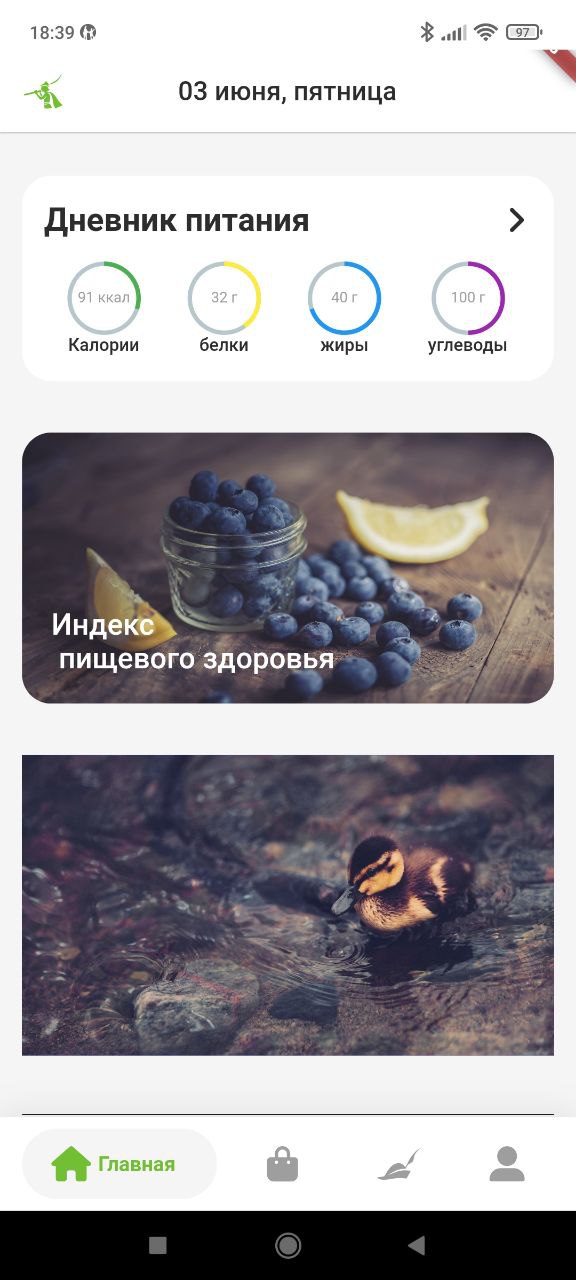 18:39
97
03 июня, пятница
Дневник питания
91 ккал 32 г 40 г 100 г
Калории белки жиры углеводы
Индекс
пищевого здоровья
Главная